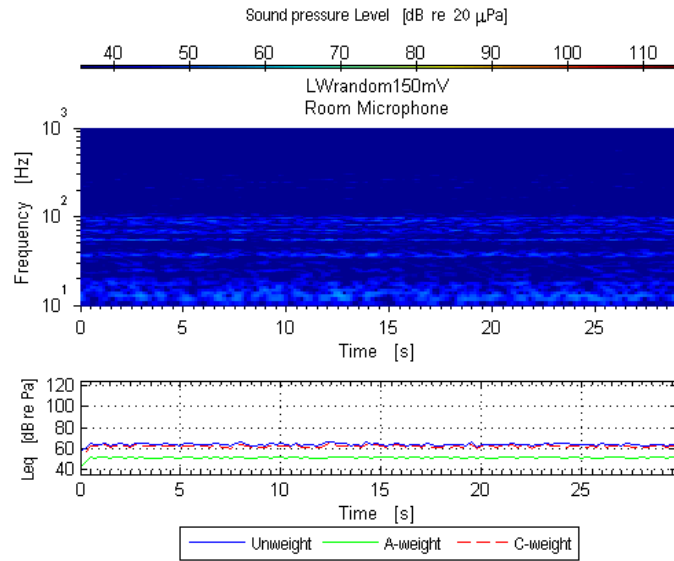 Sound pressure Level [dB re 20 μPa]
40 50 60 70 80 90 100 110
LWrandom150mV
Room Microphone
Frequency [Hz]
10^3
10^2
10^1
0 5 10 15 20 25
Time [s]
Leq [dB re Pa]
120
100
80
60
40
0 5 10 15 20 25
Time [s]
Unweight A-weight C-weight